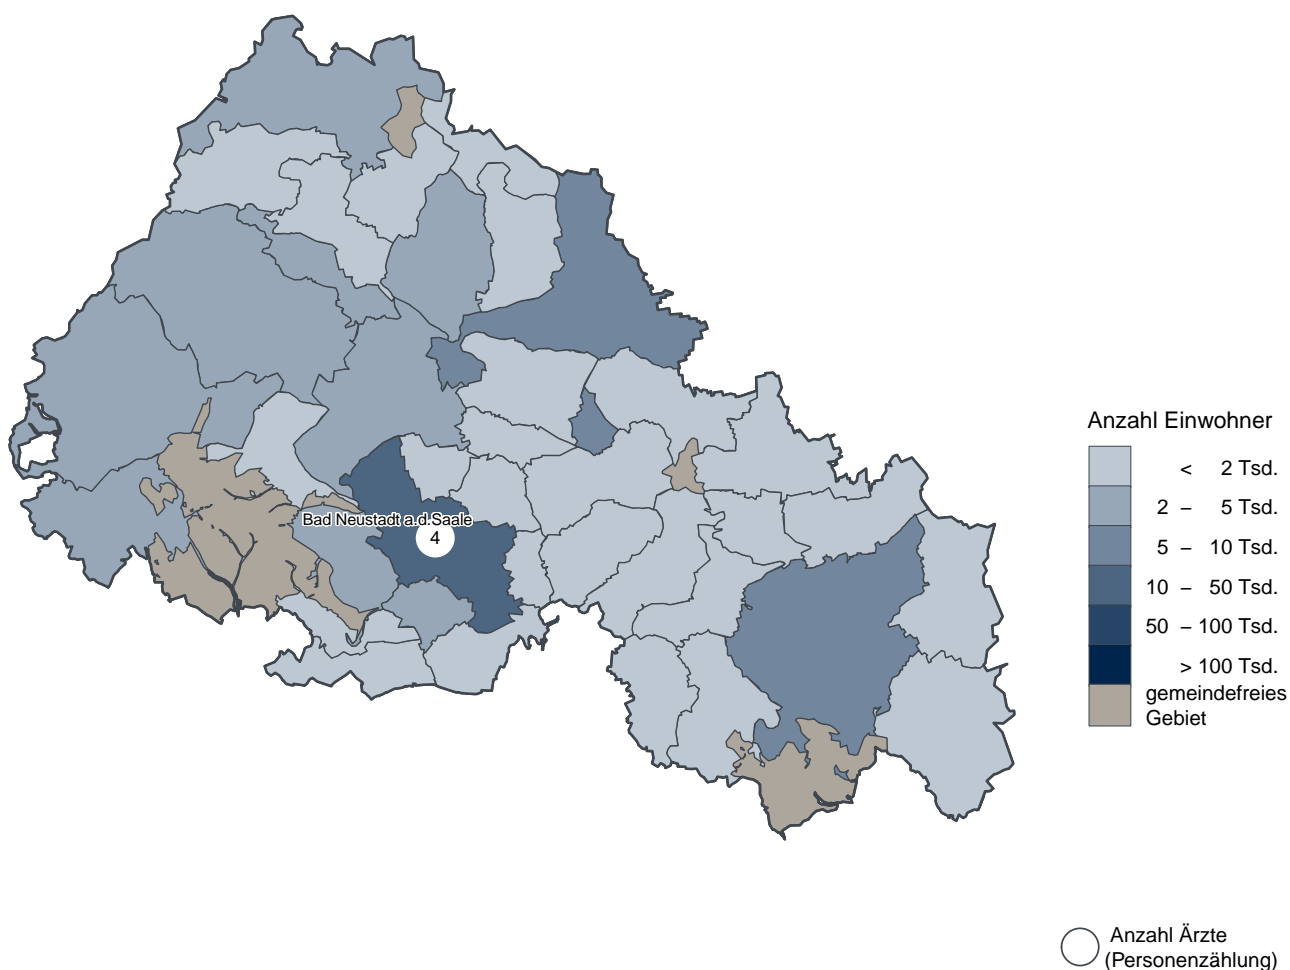 Bad Neustadt a.d.Saale
4
Anzahl Einwohner
< 2 Tsd.
2 – 5 Tsd.
5 – 10 Tsd.
10 – 50 Tsd.
50 – 100 Tsd.
> 100 Tsd.
gemeindefreies
Gebiet
Anzahl Ärzte
(Personenzählung)